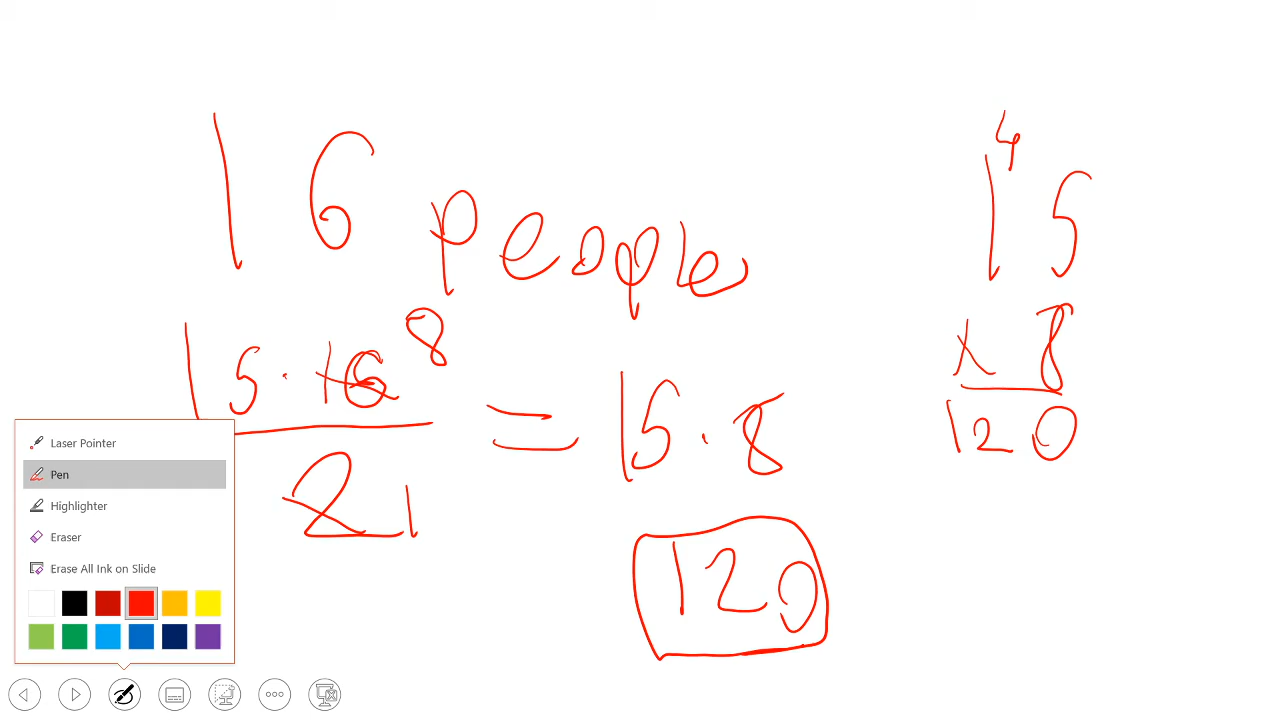 16 people
15 · 16 8
2 1
= 15 · 8
120
4
15
x 8
120
Laser Pointer
Pen
Highlighter
Eraser
Erase All Ink on Slide